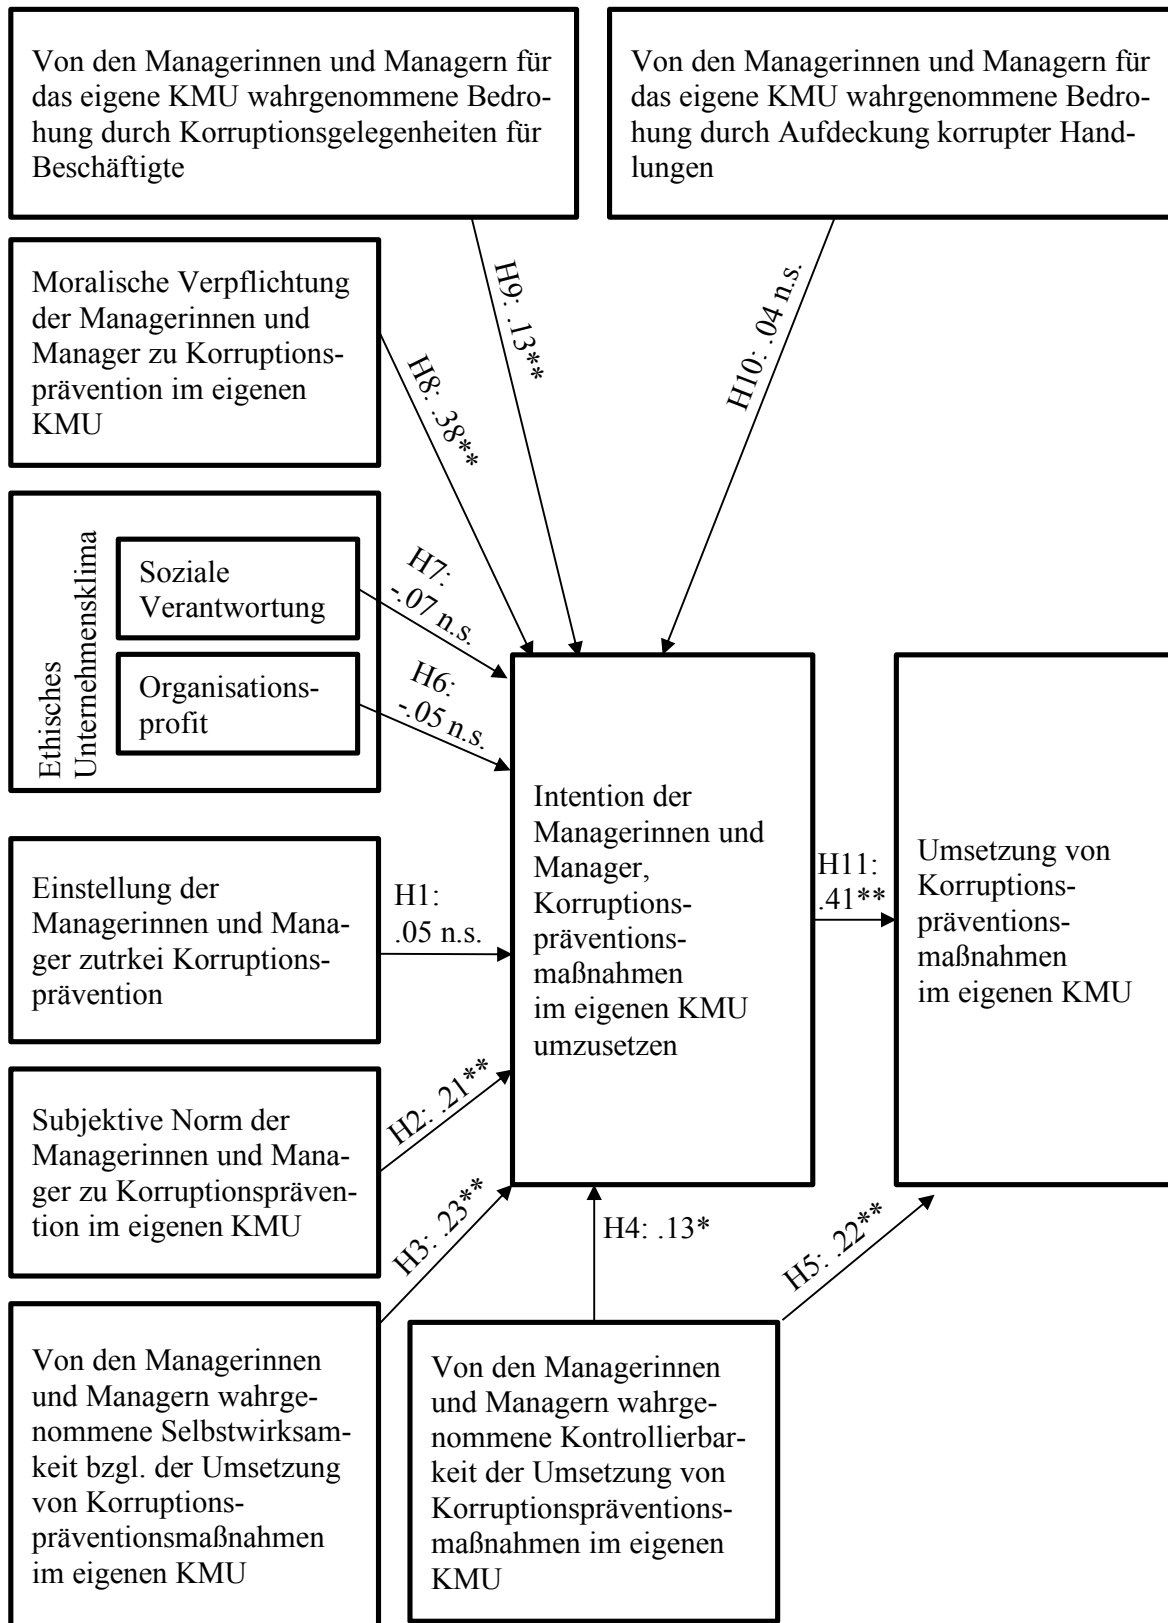 Von den Managerinnen und Managern für
das eigene KMU wahrgenommene Bedro-
hung durch Korruptionsgelegenheiten für
Beschäftigte
Von den Managerinnen und Managern für
das eigene KMU wahrgenommene Bedro-
hung durch Aufdeckung korrupter Hand-
lungen
Moralische Verpflichtung
der Managerinnen und
Manager zu Korruptions-
prävention im eigenen
KMU
H8: .38**
H9: .13**
H10: .04 n.s.
Ethisches
Unternehmensklima
Soziale
Verantwortung
Organisations-
profit
H7:
-.07 n.s.
H6:
-.05 n.s.
Einstellung der
Managerinnen und Mana-
ger zutrkei Korruptions-
prävention
H1:
.05 n.s.
Intention der
Managerinnen und
Manager,
Korruptions-
präventions-
maßnahmen
im eigenen KMU
umzusetzen
H11:
.41**
Umsetzung von
Korruptions-
präventions-
maßnahmen
im eigenen KMU
Subjektive Norm der
Managerinnen und Mana-
ger zu Korruptionspräven-
tion im eigenen KMU
H2: .21**
H3: .23**
H4: .13*
H5: .22**
Von den Managerinnen
und Managern wahrge-
nommene Selbstwirksam-
keit bzgl. der Umsetzung
von Korruptions-
präventionsmaßnahmen
im eigenen KMU
Von den Managerinnen
und Managern wahrge-
nommene Kontrollierbar-
keit der Umsetzung von
Korruptionspräventions-
maßnahmen im eigenen
KMU